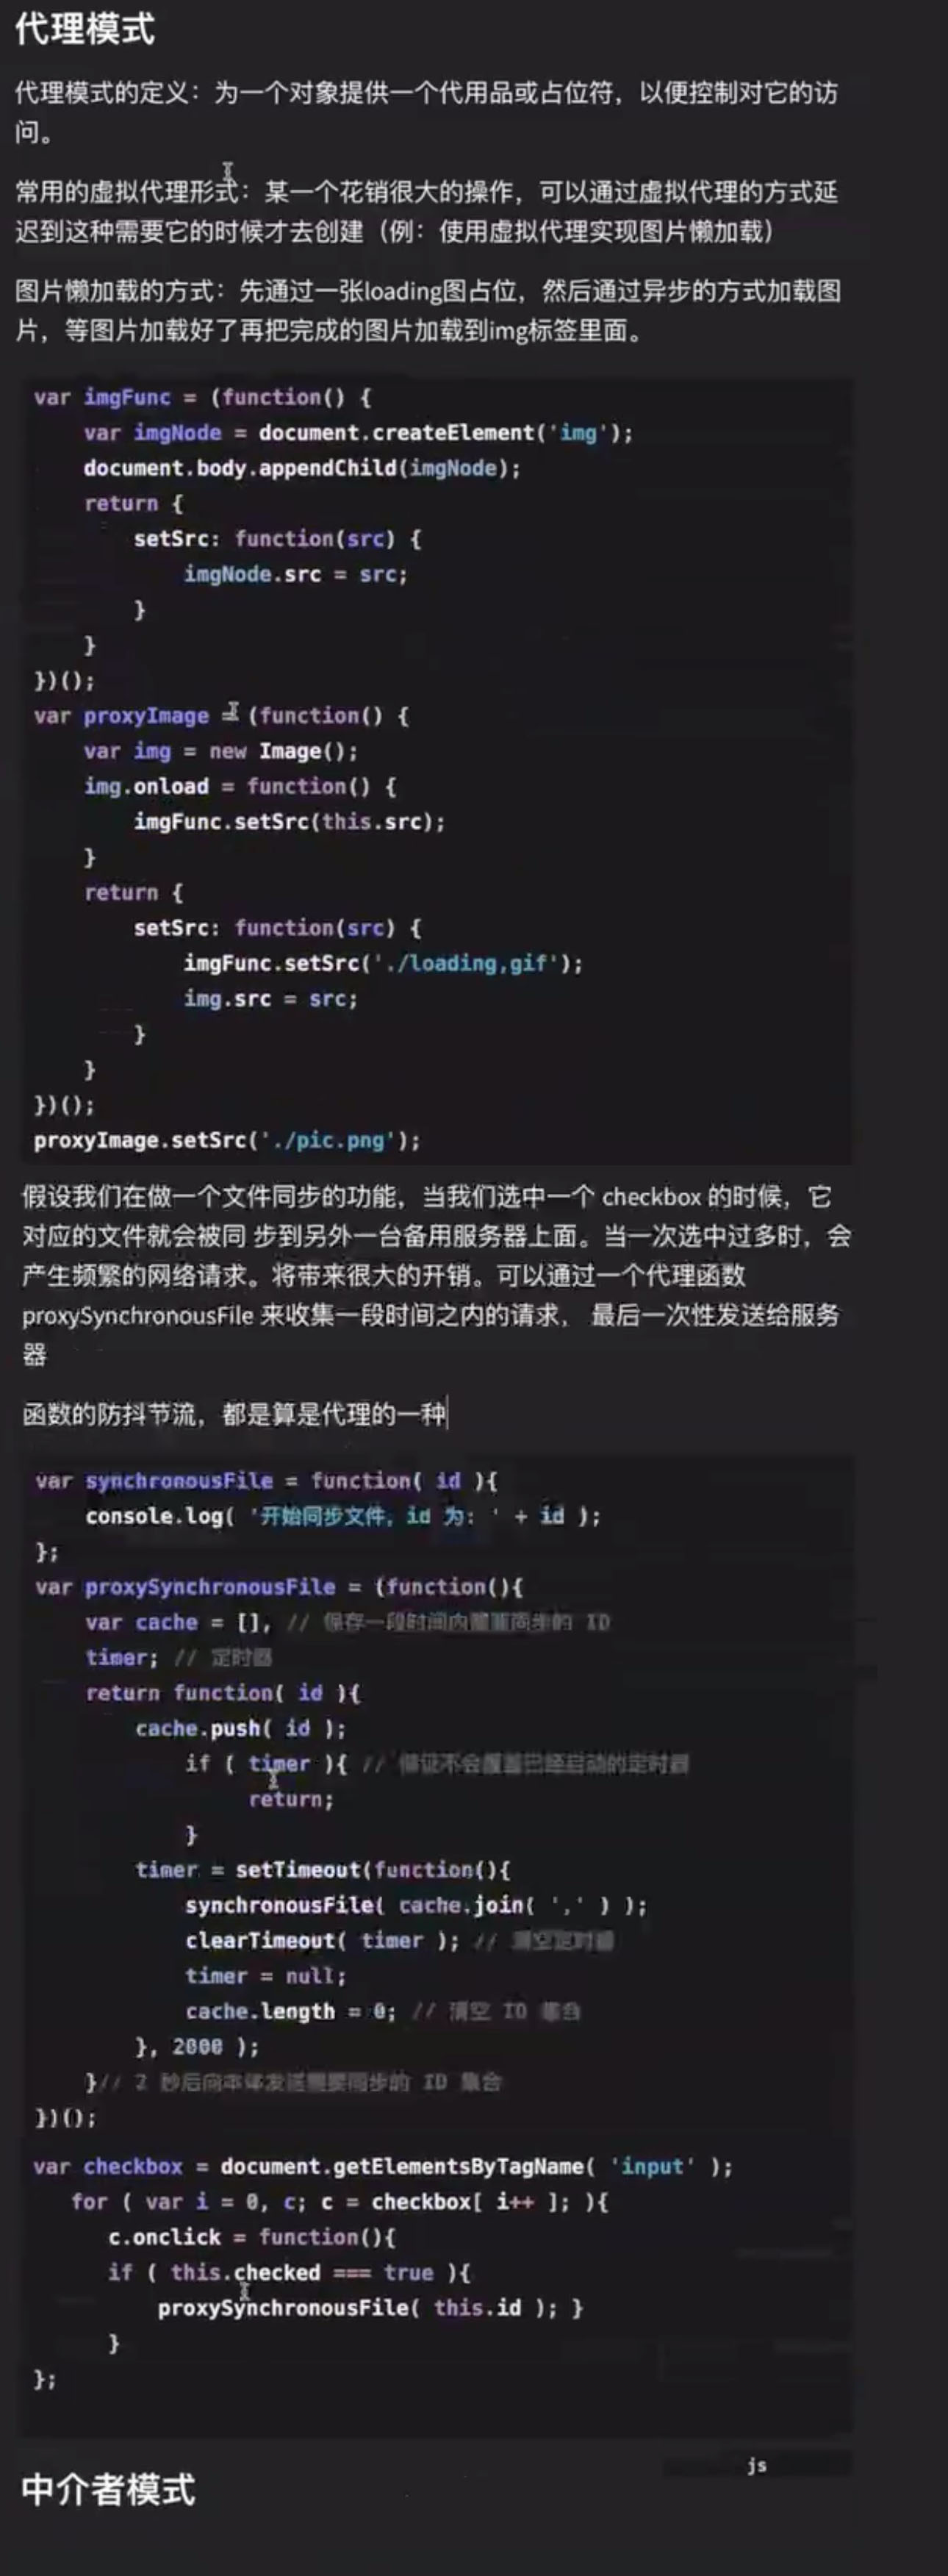 代理模式
代理模式的定义：为一个对象提供一个代用品或占位符，以便控制对它的访
问。
常用的虚拟代理形式：某一个花销很大的操作，可以通过虚拟代理的方式延
迟到这种需要它的时候才去创建（例：使用虚拟代理实现图片懒加载）
图片懒加载的方式：先通过一张loading图占位，然后通过异步的方式加载图
片，等图片加载好了再把完成的图片加载到img标签里面。
var imgFunc = (function() {
    var imgNode = document.createElement('img');
    document.body.appendChild(imgNode);
    return {
        setSrc: function(src) {
            imgNode.src = src;
        }
    }
})();
var proxyImage = (function() {
    var img = new Image();
    img.onload = function() {
        imgFunc.setSrc(this.src);
    }
    return {
        setSrc: function(src) {
            imgFunc.setSrc('./loading,gif');
            img.src = src;
        }
    }
})();
proxyImage.setSrc('./pic.png');
假设我们在做一个文件同步的功能，当我们选中一个 checkbox 的时候，它
对应的文件就会被同 步到另外一台备用服务器上面。当一次选中过多时，会
产生频繁的网络请求。将带来很大的开销。可以通过一个代理函数
proxySynchronousFile 来收集一段时间之内的请求， 最后一次性发送给服务
器
函数的防抖节流，都是算是代理的一种
var synchronousFile = function( id ){
    console.log( '开始同步文件，id 为: ' + id );
};
var proxySynchronousFile = (function(){
    var cache = [], // 保存一段时间内需要同步的 ID
    timer; // 定时器
    return function( id ){
        cache.push( id );
            if ( timer ){ // 保证不会覆盖已经启动的定时器
                return;
            }
        timer = setTimeout(function(){
            synchronousFile( cache.join( ',' ) );
            clearTimeout( timer ); // 清空定时器
            timer = null;
            cache.length = 0; // 清空 ID 集合
        }, 2000 );
    }// 2 秒后向本体发送需要同步的 ID 集合
})();
var checkbox = document.getElementsByTagName( 'input' );
   for ( var i = 0, c; c = checkbox[ i++ ]; ){
      c.onclick = function(){
      if ( this.checked === true ){
          proxySynchronousFile( this.id ); }
      }
};
js
中介者模式